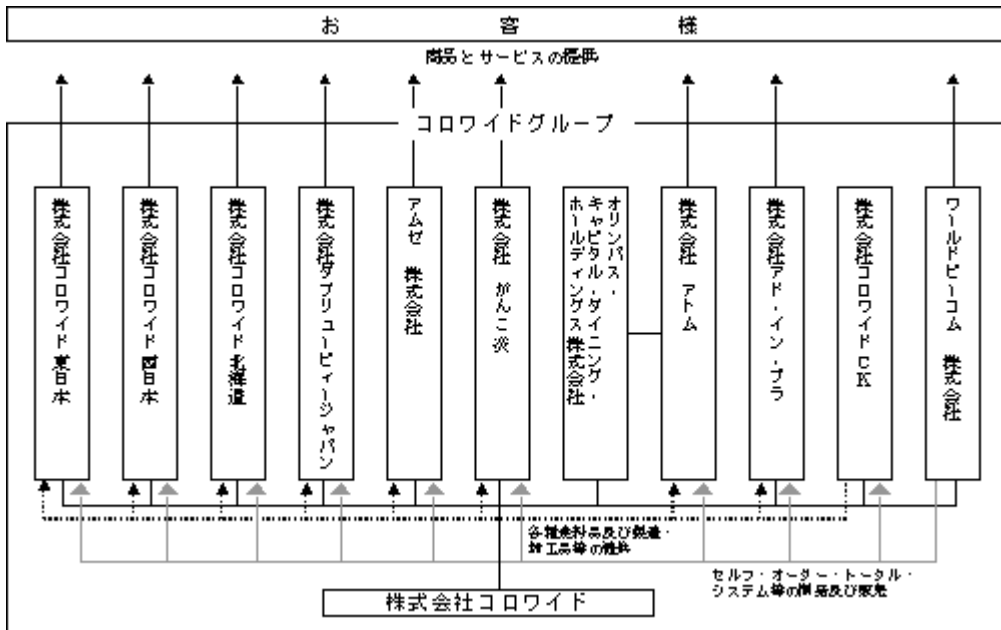 お客様
商品とサービスの提供
コロワイドグループ
株式会社コロワイド東日本
株式会社コロワイド西日本
株式会社コロワイド北海道
株式会社ダブリューピィージャパン
アムゼ 株式会社
株式会社 がんこ炎
オリンパス・
キャピタル・ダイニング・
ホールディングス株式会社
株式会社 アトム
株式会社アド・イン・プラ
株式会社コロワイドCK
ワールドピーコム 株式会社
各種食料品及び製造・
加工品等の提供
セルフ・オーダー・トータル・
システム等の開発及び販売
株式会社コロワイド